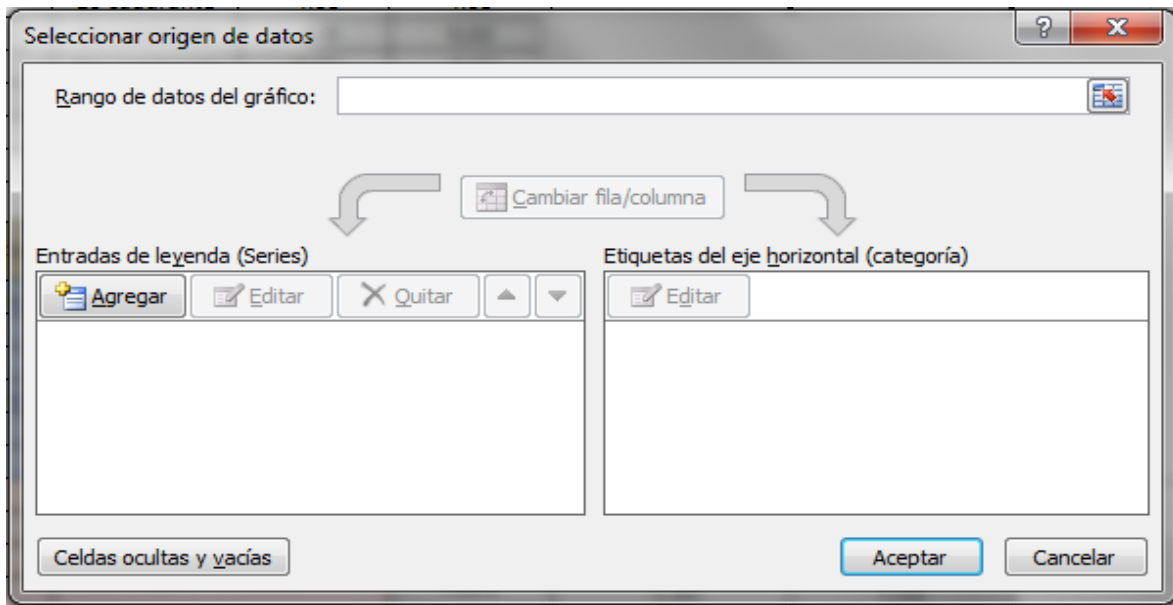 Seleccionar origen de datos
Rango de datos del gráfico:
Cambiar fila/columna
Entradas de leyenda (Series)
Etiquetas del eje horizontal (categoría)
Agregar Editar Quitar
Editar
Celdas ocultas y vacías
Aceptar Cancelar